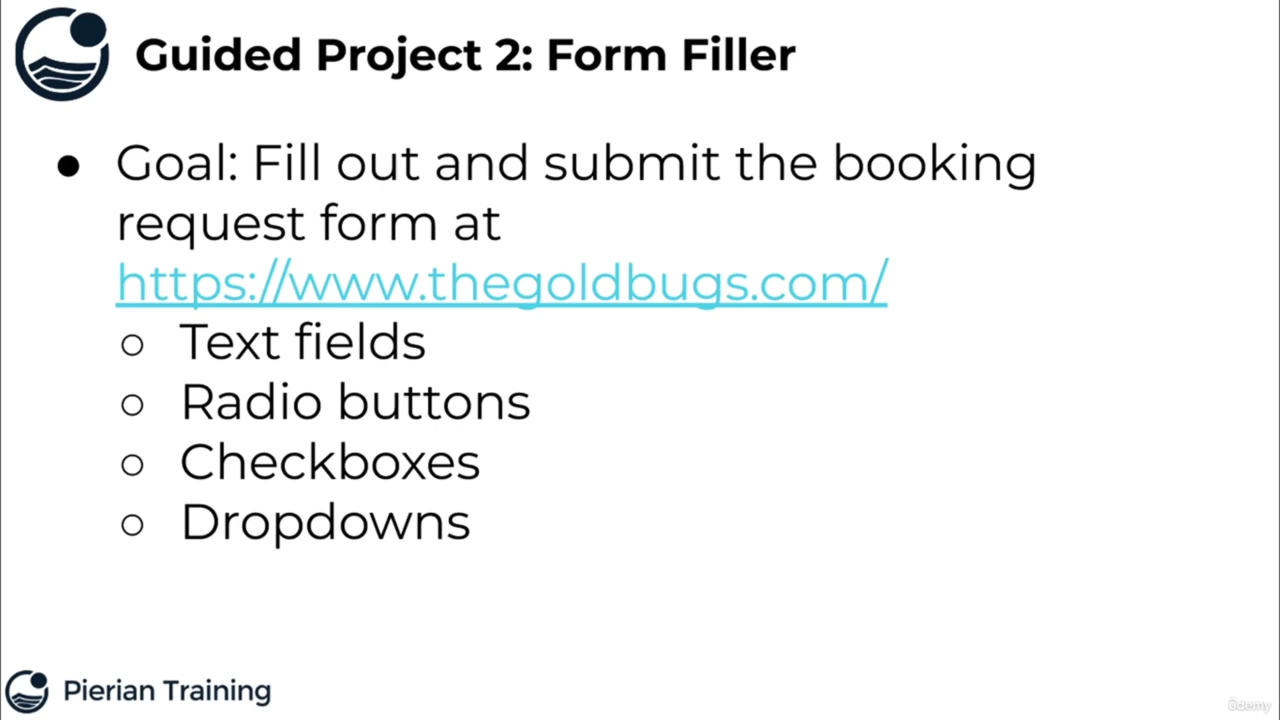 Guided Project 2: Form Filler
● Goal: Fill out and submit the booking
request form at
https://www.thegoldbugs.com/
○ Text fields
○ Radio buttons
○ Checkboxes
○ Dropdowns
Pierian Training
ûdemy